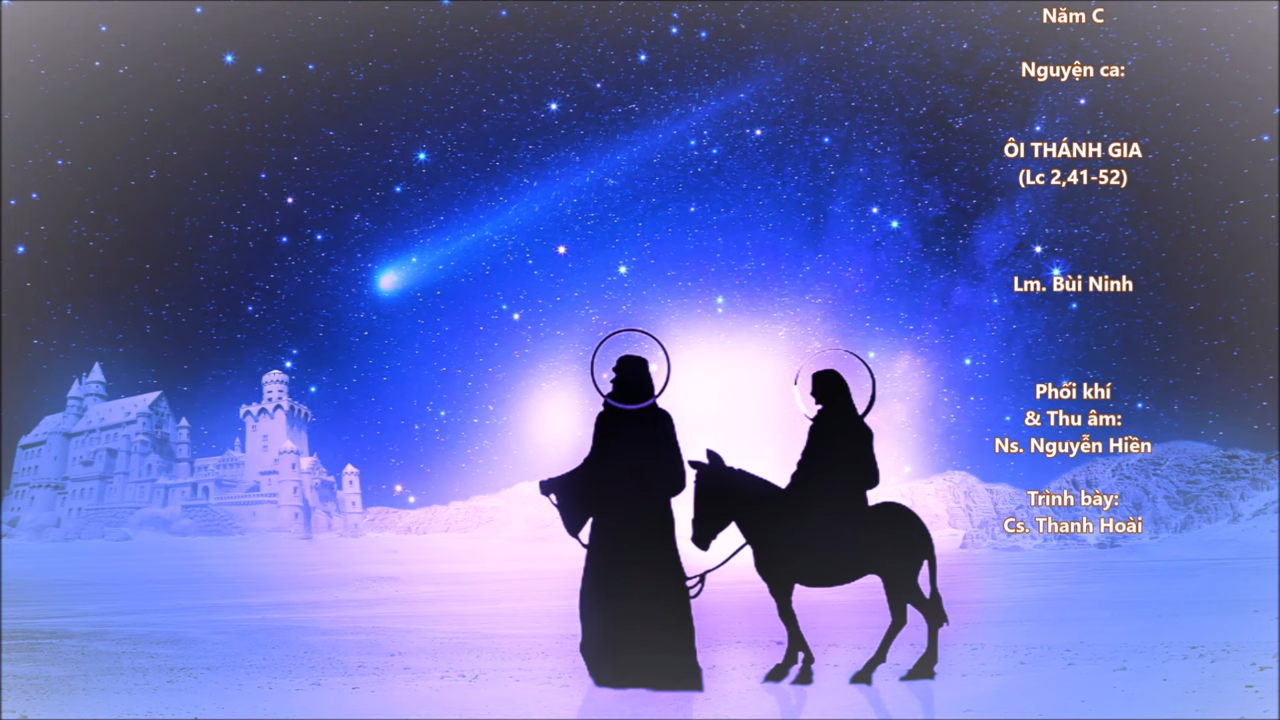 Năm C
Nguyện ca:
ÔI THÁNH GIA
(Lc 2,41-52)
Lm. Bùi Ninh
Phối khí
& Thu âm:
Ns. Nguyễn Hiền
Trình bày:
Cs. Thanh Hoài